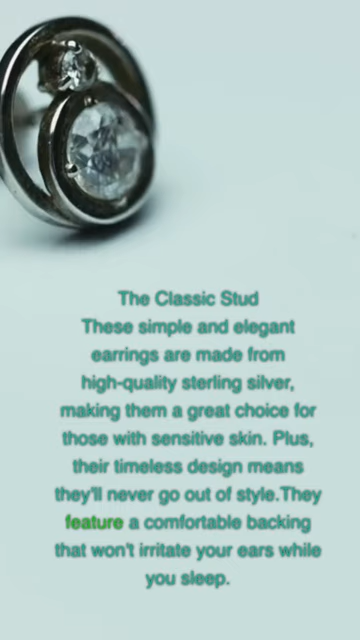 The Classic Stud
These simple and elegant
earrings are made from
high-quality sterling silver,
making them a great choice for
those with sensitive skin. Plus,
their timeless design means
they'll never go out of style.They
feature a comfortable backing
that won't irritate your ears while
you sleep.